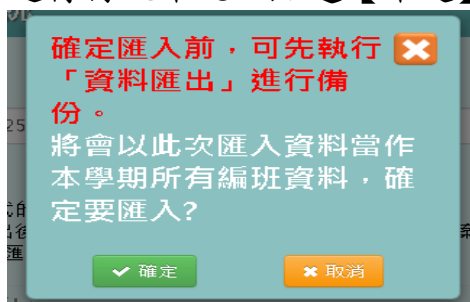 確定匯入前，可先執行
「資料匯出」進行備
份。
將會以此次匯入資料當作
本學期所有編班資料，確
定要匯入?
確定
取消
25
匯